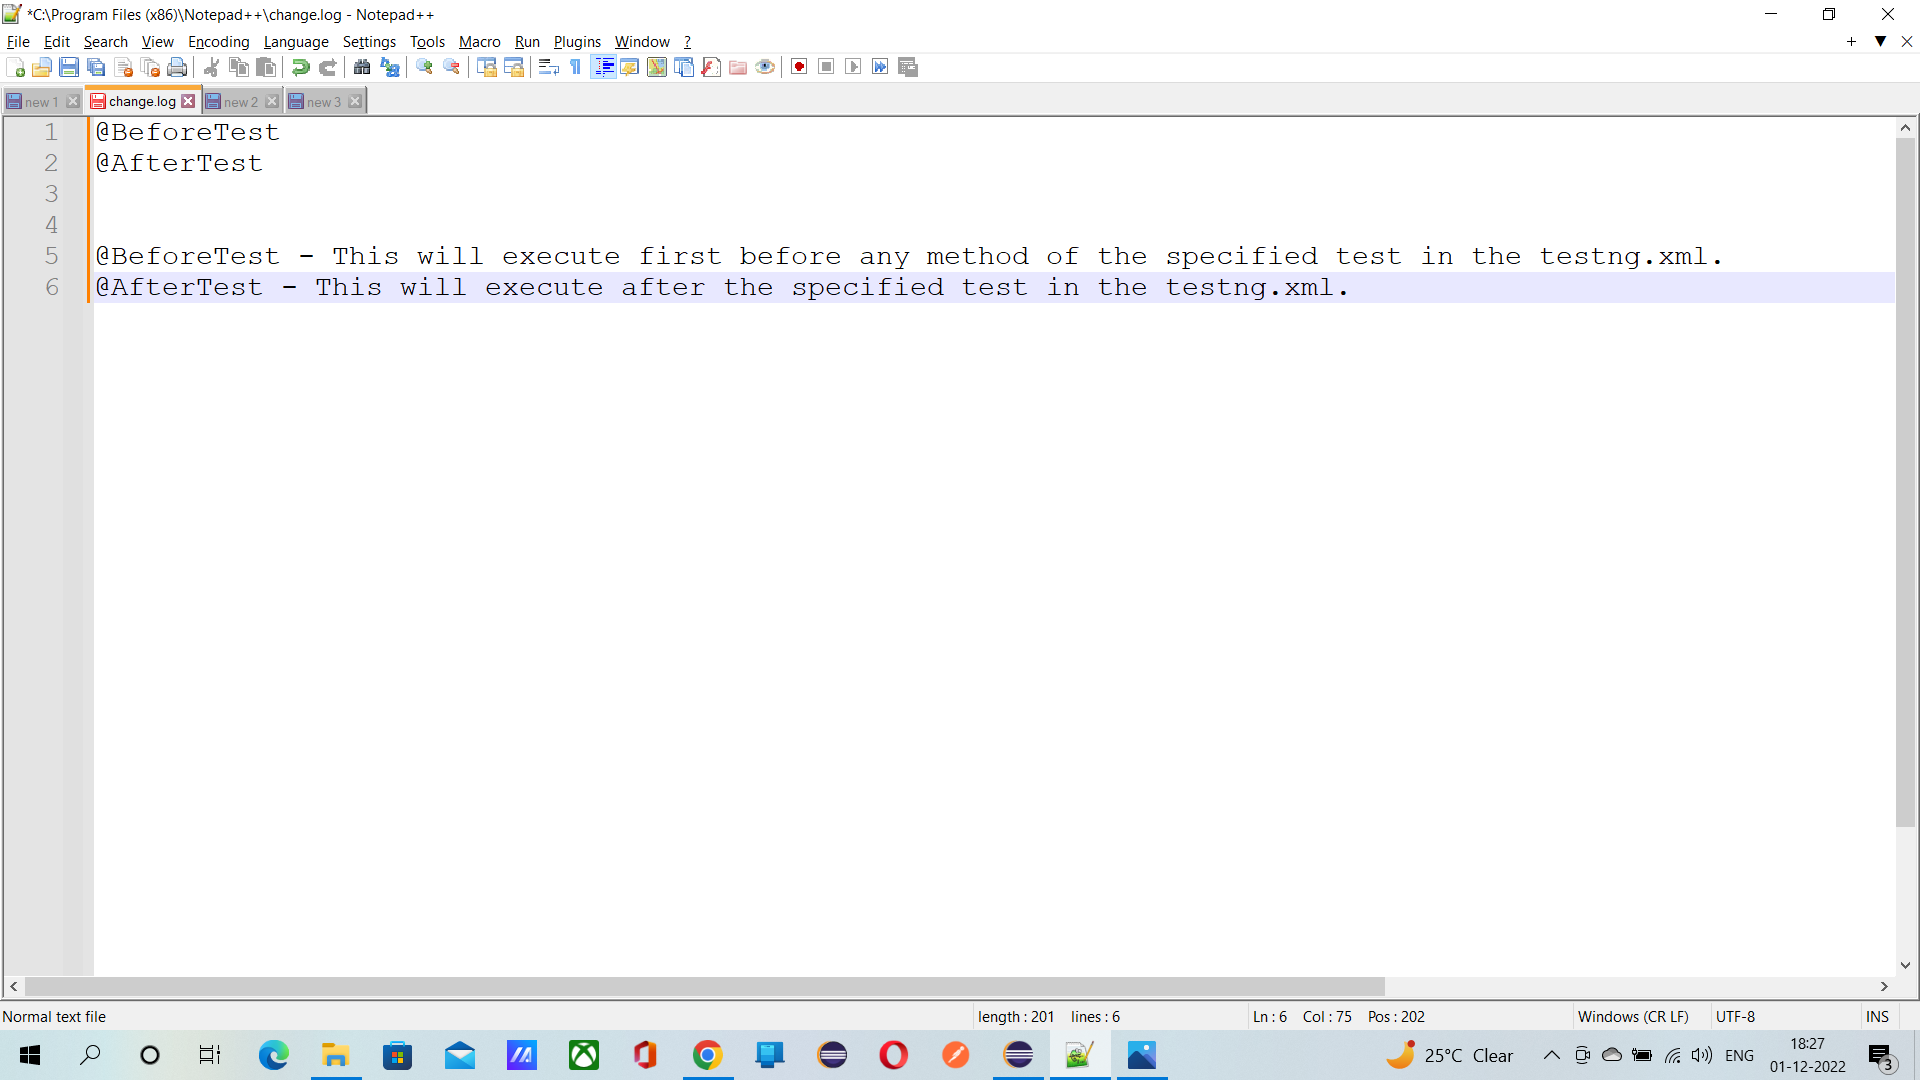 *C:\Program Files (x86)\Notepad++\change.log - Notepad++
File Edit Search View Encoding Language Settings Tools Macro Run Plugins Window ?
new 1 change.log new 2 new 3
1 @BeforeTest
2 @AfterTest
3
4
5 @BeforeTest - This will execute first before any method of the specified test in the testng.xml.
6 @AfterTest - This will execute after the specified test in the testng.xml.
Normal text file length : 201 lines : 6 Ln : 6 Col : 75 Pos : 202 Windows (CR LF) UTF-8 INS
25°C Clear ENG 18:27
01-12-2022 3